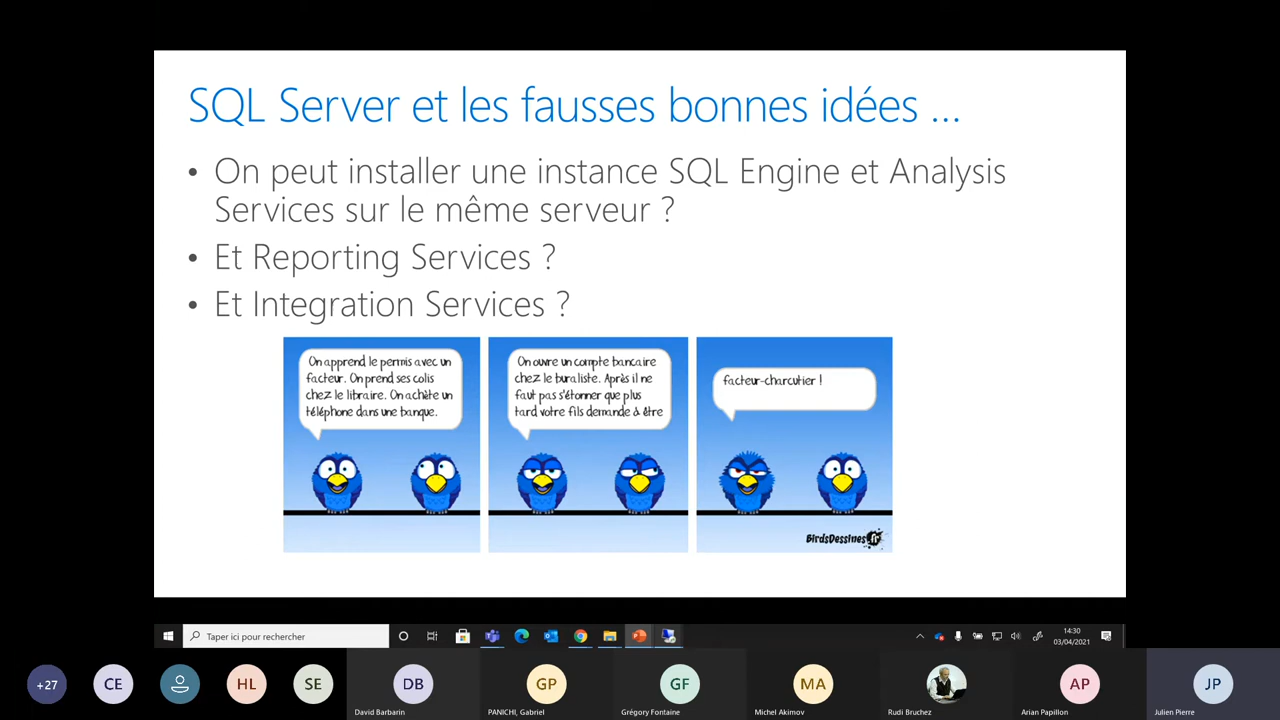 SQL Server et les fausses bonnes idées ...
• On peut installer une instance SQL Engine et Analysis
Services sur le même serveur ?
• Et Reporting Services ?
• Et Integration Services ?
On apprend le permis avec un
facteur. On prend ses colis
chez le libraire. On achète un
téléphone dans une banque.
On ouvre un compte bancaire
chez le buraliste. Après il ne
faut pas s'étonner que plus
tard votre fils demande à être
facteur-charcutier !
BirdsDessines.fr
Taper ici pour rechercher
14:30
03/04/2021
+27
CE
HL
SE
DB
David Barbarin
GP
PANICHI, Gabriel
GF
Grégory Fontaine
MA
Michel Akimov
Rudi Bruchez
AP
Arian Papillon
JP
Julien Pierre